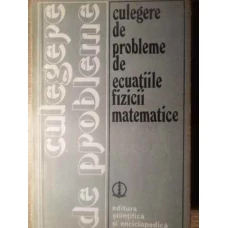 culegere
de probleme
culegere
de
probleme
de
ecuațiile
fizicii
matematice
editura
științifică
și enciclopedică